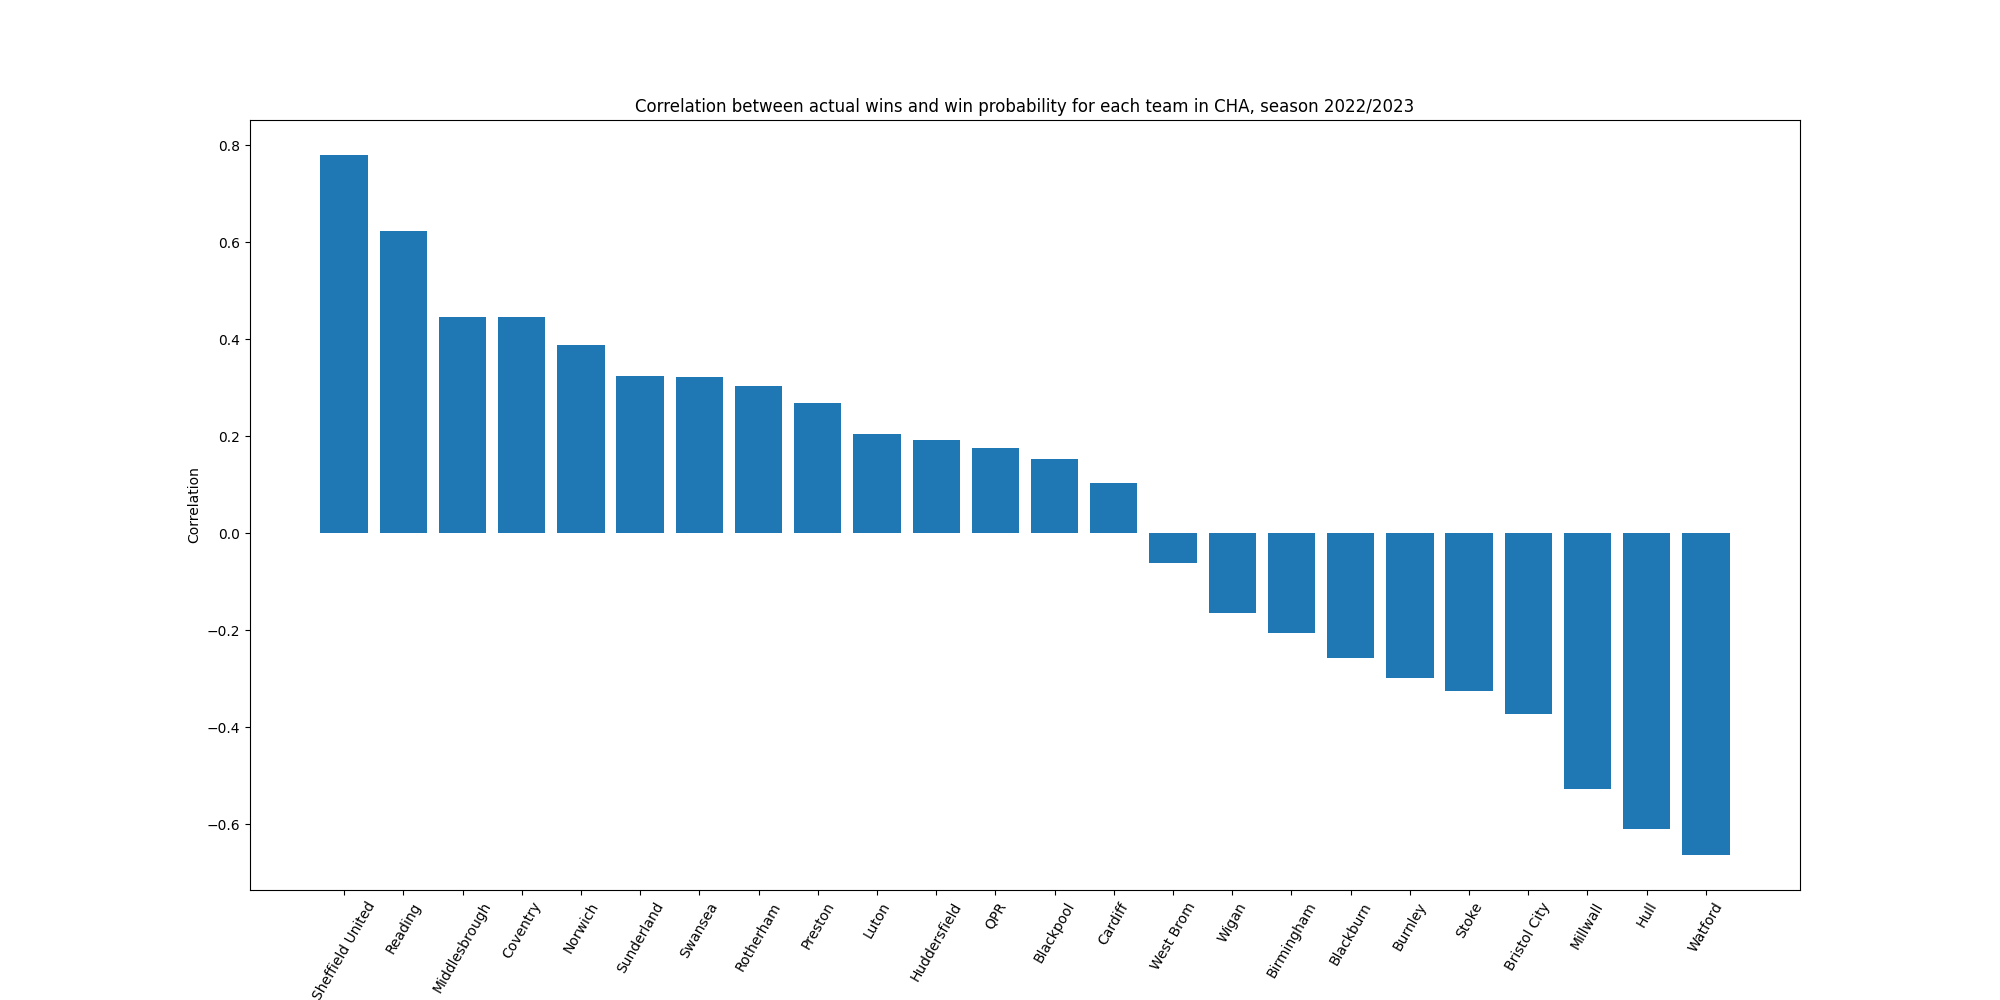 Correlation between actual wins and win probability for each team in CHA, season 2022/2023
Correlation
0.8
0.6
0.4
0.2
0.0
−0.2
−0.4
−0.6
Sheffield United
Reading
Middlesbrough
Coventry
Norwich
Sunderland
Swansea
Rotherham
Preston
Luton
Huddersfield
QPR
Blackpool
Cardiff
West Brom
Wigan
Birmingham
Blackburn
Burnley
Stoke
Bristol City
Millwall
Hull
Watford